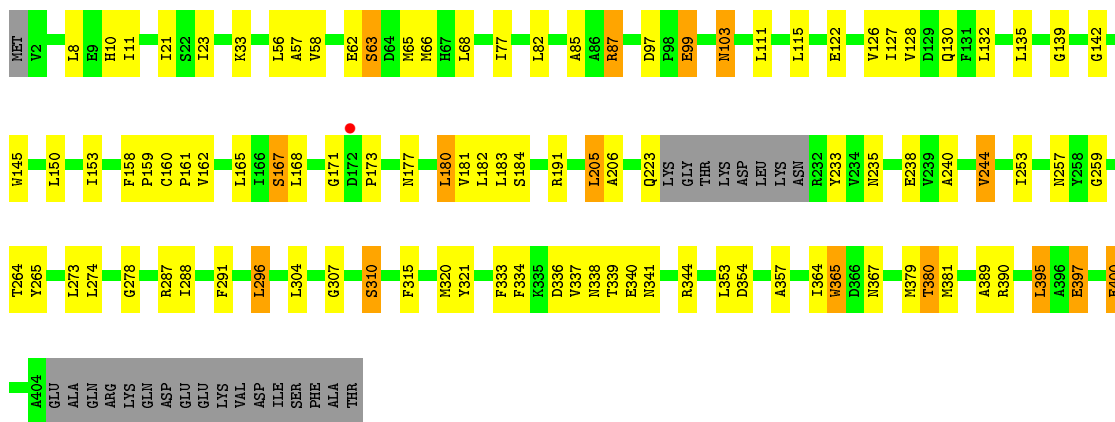 MET V2 L8 E9 H10 I11 I21 S22 I23 K33 L56 A57 V58 E62 S63 D64 M65 M66 H67 L68 I77 L82 A85 A86 R87 D97 P98 E99 N103 L111 L115 E122 V126 I127 V128 D129 Q130 F131 L132 L135 G139 G142
W145 L150 I153 F158 P159 C160 P161 V162 L165 I166 S167 L168 G171 D172 P173 N177 L180 V181 L182 L183 S184 R191 L205 A206 Q223 LYS GLY THR LYS ASP LEU LYS ASN R232 Y233 V234 N235 E238 V239 A240 V244 I253 N257 Y258 G259
T264 Y265 L273 L274 G278 R287 I288 F291 L296 L304 G307 S310 F315 M320 Y321 F333 F334 K335 D336 V337 N338 T339 E340 N341 R344 L353 D354 A357 I364 W365 D366 N367 M379 T380 M381 A389 R390 L395 A396 E397
A404 GLU ALA GLN ARG LYS GLN ASP GLU GLU LYS VAL ASP ILE SER PHE ALA THR